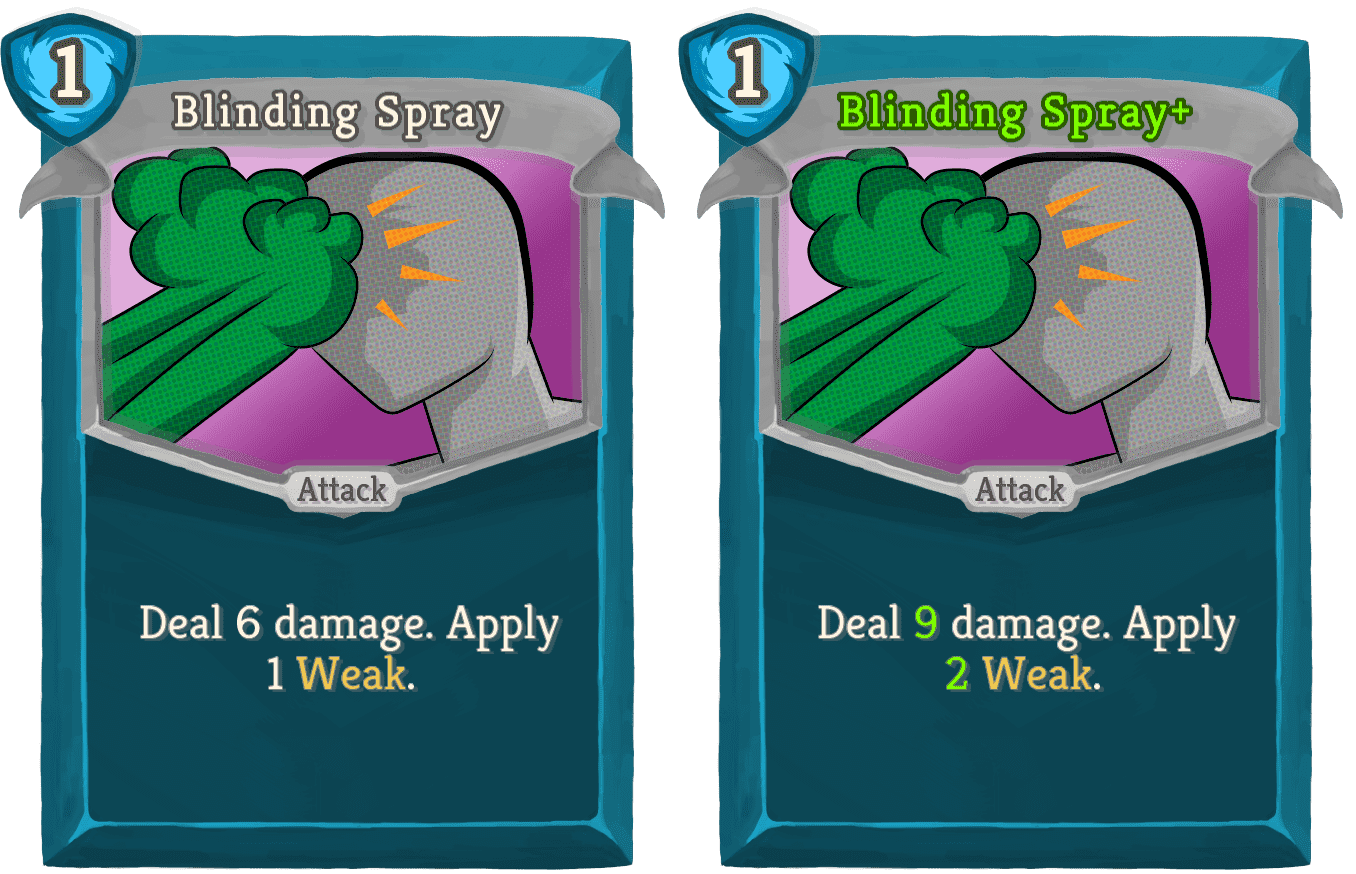 1
Blinding Spray
Attack
Deal 6 damage. Apply
1 Weak.
1
Blinding Spray+
Attack
Deal 9 damage. Apply
2 Weak.